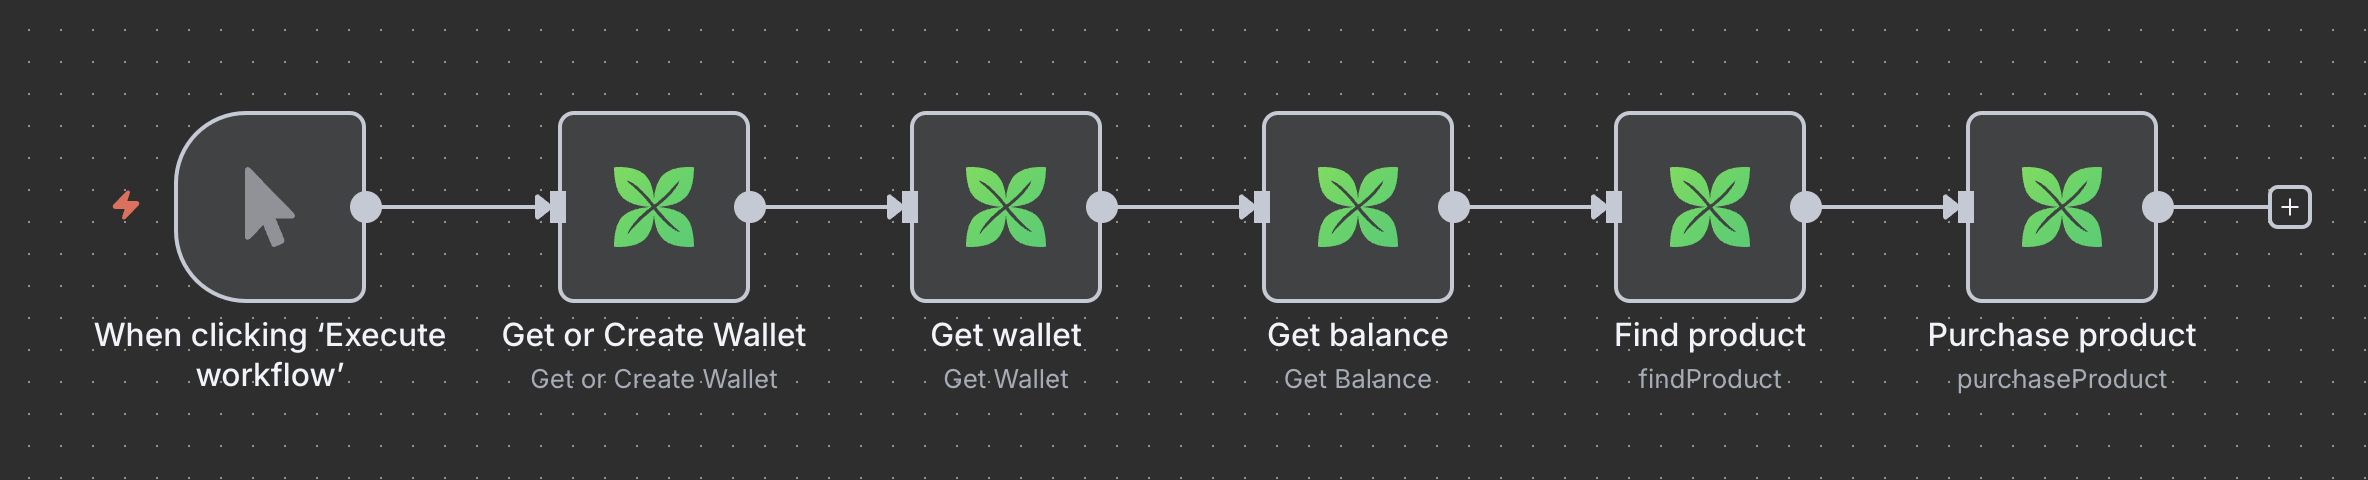 When clicking ‘Execute
workflow’
Get or Create Wallet
Get or Create Wallet
Get wallet
Get Wallet
Get balance
Get Balance
Find product
findProduct
Purchase product
purchaseProduct